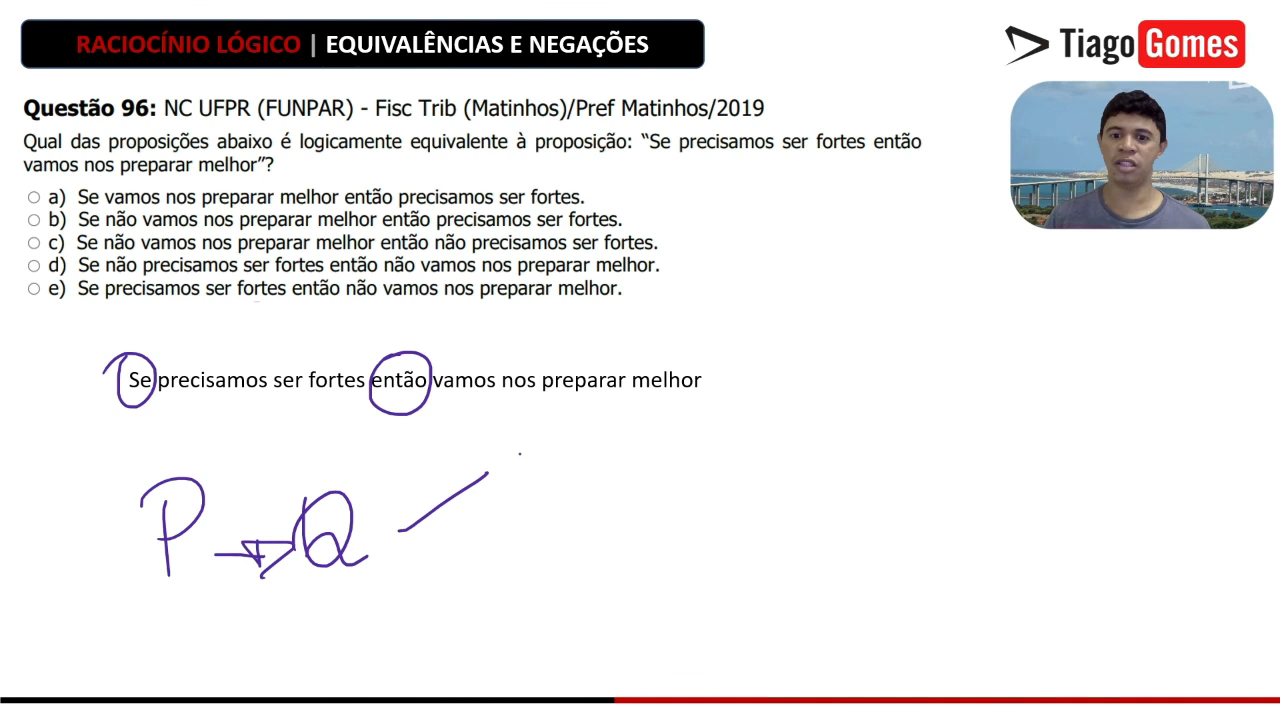 RACIOCÍNIO LÓGICO | EQUIVALÊNCIAS E NEGAÇÕES
Tiago Gomes
Questão 96: NC UFPR (FUNPAR) - Fisc Trib (Matinhos)/Pref Matinhos/2019
Qual das proposições abaixo é logicamente equivalente à proposição: “Se precisamos ser fortes então
vamos nos preparar melhor”?
a) Se vamos nos preparar melhor então precisamos ser fortes.
b) Se não vamos nos preparar melhor então precisamos ser fortes.
c) Se não vamos nos preparar melhor então não precisamos ser fortes.
d) Se não precisamos ser fortes então não vamos nos preparar melhor.
e) Se precisamos ser fortes então não vamos nos preparar melhor.
Se precisamos ser fortes então vamos nos preparar melhor
P → Q